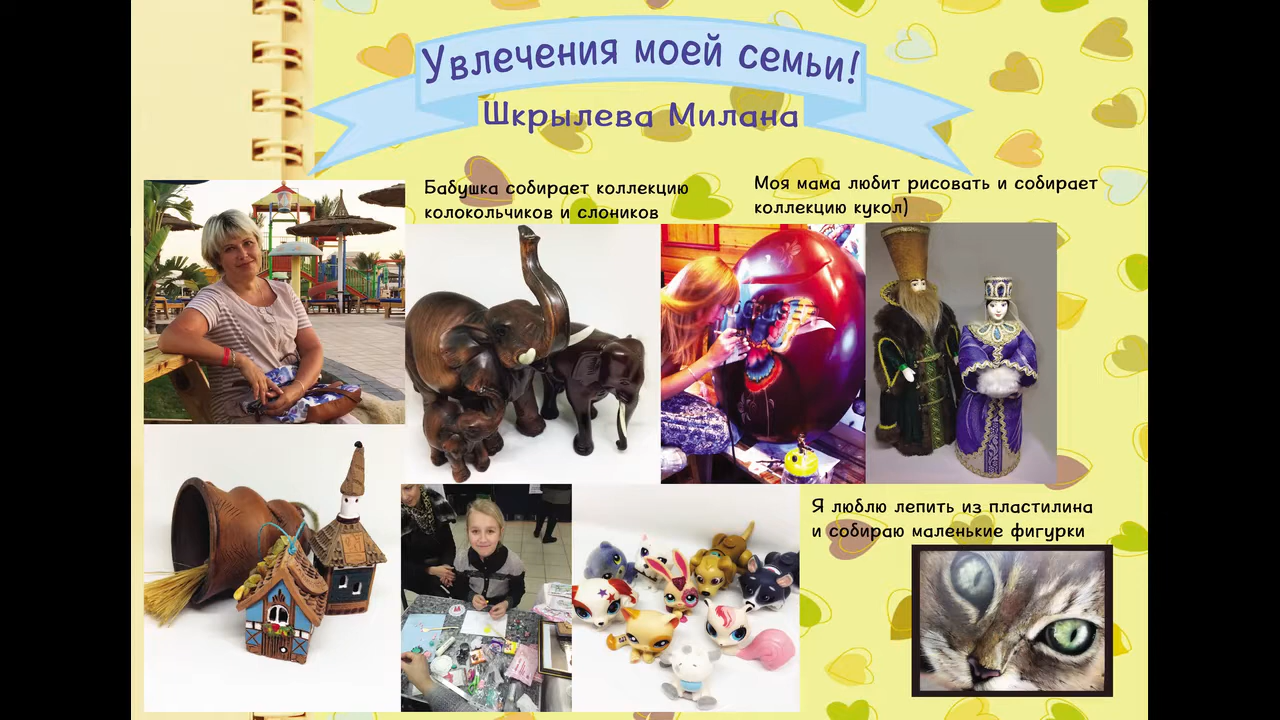 Увлечения моей семьи!
Шкрылева Милана
Бабушка собирает коллекцию
колокольчиков и слоников
Моя мама любит рисовать и собирает
коллекцию кукол)
Я люблю лепить из пластилина
и собираю маленькие фигурки